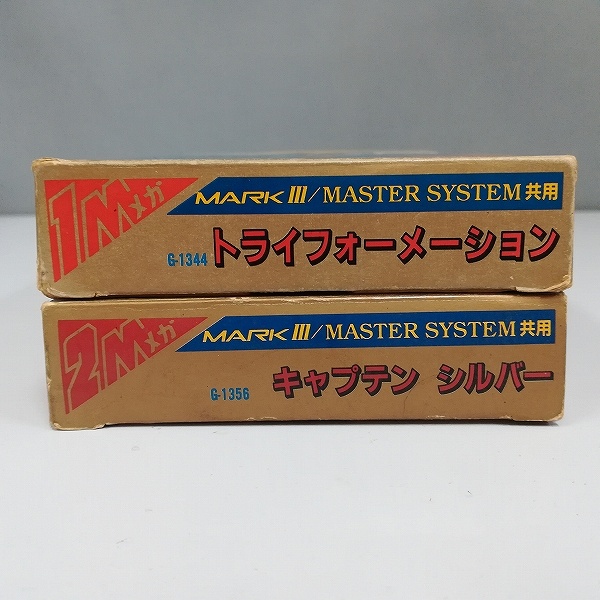 1Mメガ
MARK III/MASTER SYSTEM 共用
G-1344 トライフォーメーション
2Mメガ
MARK III/MASTER SYSTEM 共用
G-1356 キャプテン シルバー